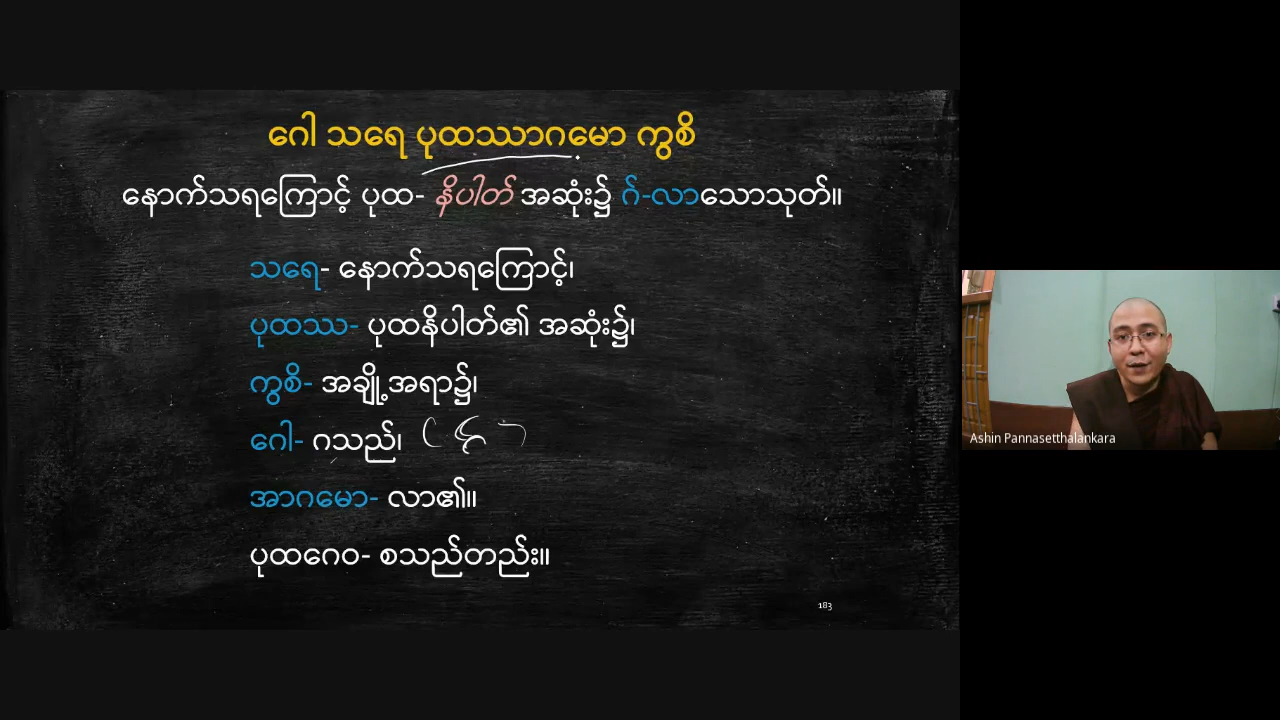 ဂေါ သရေ ပုထဿာဂမော ကွစိ
နောက်သရကြောင့် ပုထ- နိပါတ် အဆုံး၌ ဂ်-လာသောသုတ်။
သရေ- နောက်သရကြောင့်၊
ပုထဿ- ပုထနိပါတ်၏ အဆုံး၌၊
ကွစိ- အချို့အရာ၌၊
ဂေါ- ဂသည်၊
အာဂမော- လာ၏။
ပုထဂေဝ- စသည်တည်း။
183
Ashin Pannasetthalankara